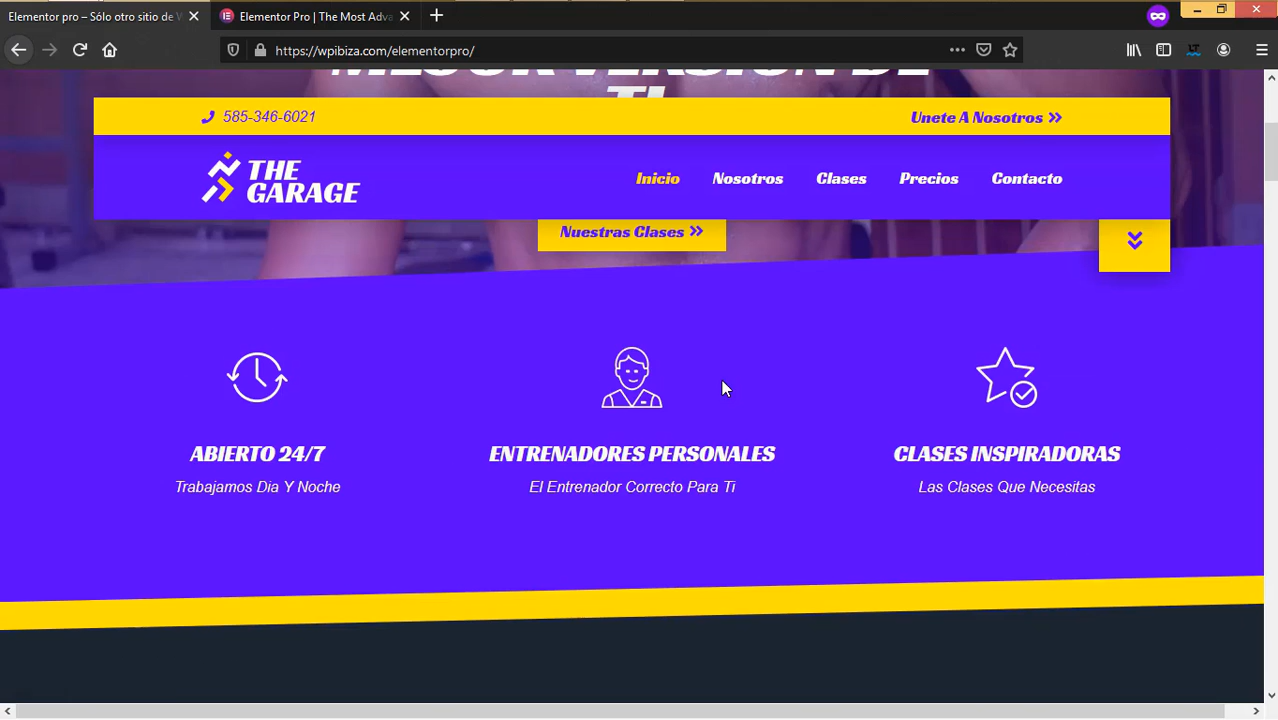 Elementor pro – Sólo otro sitio de W
Elementor Pro | The Most Adva
https://wpibiza.com/elementorpro/
MEJOR VERSIÓN DE
TI
585-346-6021
Unete A Nosotros
THE
GARAGE
Inicio
Nosotros
Clases
Precios
Contacto
Nuestras Clases
ABIERTO 24/7
Trabajamos Dia Y Noche
ENTRENADORES PERSONALES
El Entrenador Correcto Para Ti
CLASES INSPIRADORAS
Las Clases Que Necesitas